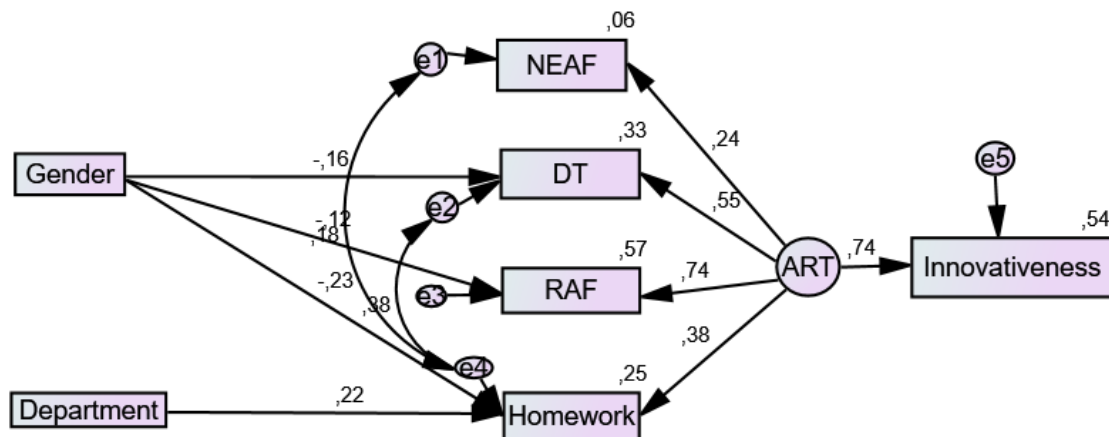 ,06
e1
NEAF
,24
,33
Gender
-,16
DT
e5
e2
,55
,54
-,12
,18
,57
ART
,74
Innovativeness
e3
RAF
,74
-,23
,38
,38
e4
,25
Department
,22
Homework